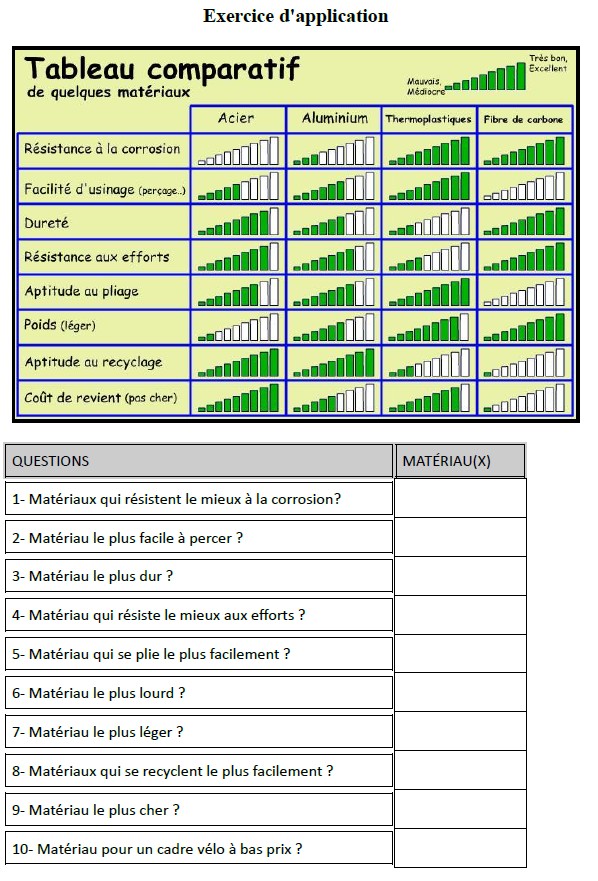 Exercice d'application
Tableau comparatif
de quelques matériaux
Mauvais,
Médiocre
Très bon,
Excellent
Acier Aluminium Thermoplastiques Fibre de carbone
Résistance à la corrosion
Facilité d'usinage (perçage..)
Dureté
Résistance aux efforts
Aptitude au pliage
Poids (léger)
Aptitude au recyclage
Coût de revient (pas cher)
QUESTIONS MATÉRIAU(X)
1- Matériaux qui résistent le mieux à la corrosion?
2- Matériau le plus facile à percer ?
3- Matériau le plus dur ?
4- Matériau qui résiste le mieux aux efforts ?
5- Matériau qui se plie le plus facilement ?
6- Matériau le plus lourd ?
7- Matériau le plus léger ?
8- Matériaux qui se recyclent le plus facilement ?
9- Matériau le plus cher ?
10- Matériau pour un cadre vélo à bas prix ?